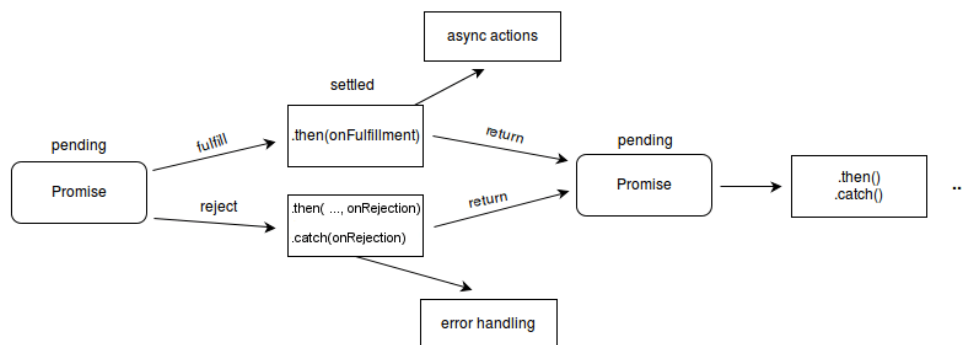 async actions
settled
.then(onFulfillment)
pending
fulfill
return
pending
Promise
reject
.then( ..., onRejection)
.catch(onRejection)
return
Promise
.then()
.catch()
..
error handling